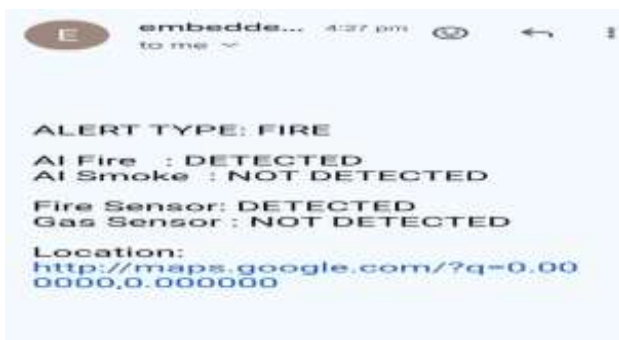 E
embedde... 4:27 pm
to me
ALERT TYPE: FIRE
AI Fire : DETECTED
AI Smoke : NOT DETECTED
Fire Sensor: DETECTED
Gas Sensor : NOT DETECTED
Location:
http://maps.google.com/?q=0.00
0000,0.000000